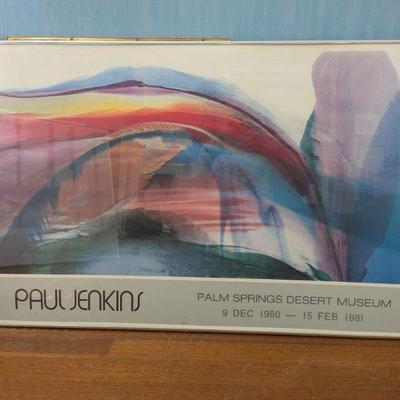 PAUL JENKINS
PALM SPRINGS DESERT MUSEUM
9 DEC 1980 — 15 FEB 1981